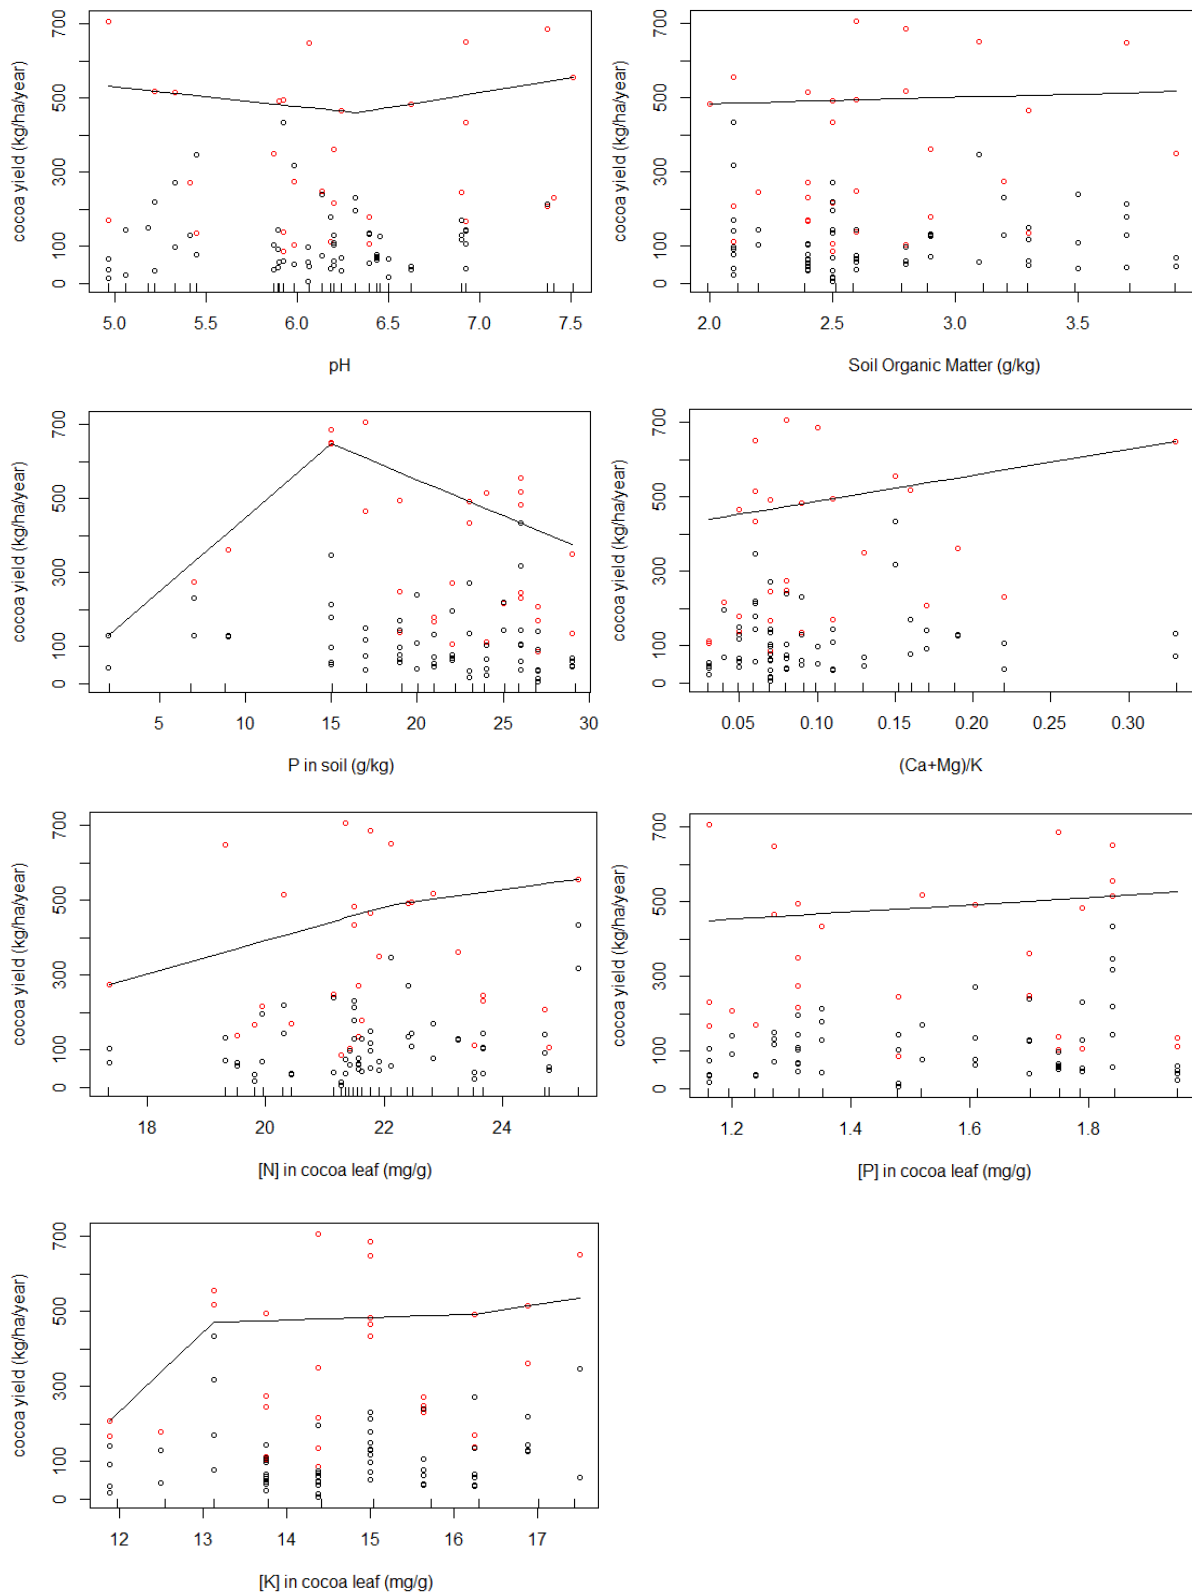 cocoa yield (kg/ha/year)
0 100 300 500 700
5.0 5.5 6.0 6.5 7.0 7.5
pH
cocoa yield (kg/ha/year)
0 100 300 500 700
2.0 2.5 3.0 3.5
Soil Organic Matter (g/kg)
cocoa yield (kg/ha/year)
0 100 300 500 700
5 10 15 20 25 30
P in soil (g/kg)
cocoa yield (kg/ha/year)
0 100 300 500 700
0.05 0.10 0.15 0.20 0.25 0.30
(Ca+Mg)/K
cocoa yield (kg/ha/year)
0 100 300 500 700
18 20 22 24
[N] in cocoa leaf (mg/g)
cocoa yield (kg/ha/year)
0 100 300 500 700
1.2 1.4 1.6 1.8
[P] in cocoa leaf (mg/g)
cocoa yield (kg/ha/year)
0 100 300 500 700
12 13 14 15 16 17
[K] in cocoa leaf (mg/g)